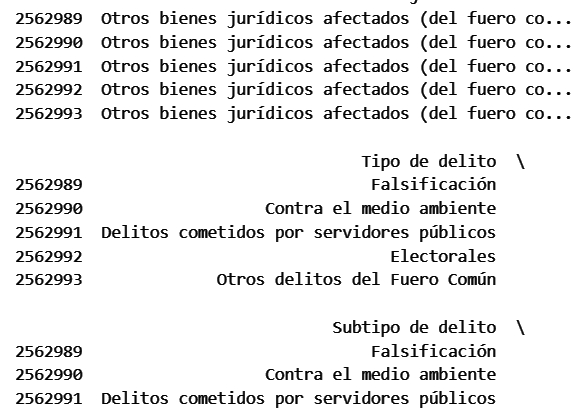 2562989 Otros bienes jurídicos afectados (del fuero co...
2562990 Otros bienes jurídicos afectados (del fuero co...
2562991 Otros bienes jurídicos afectados (del fuero co...
2562992 Otros bienes jurídicos afectados (del fuero co...
2562993 Otros bienes jurídicos afectados (del fuero co...
Tipo de delito \
2562989 Falsificación
2562990 Contra el medio ambiente
2562991 Delitos cometidos por servidores públicos
2562992 Electorales
2562993 Otros delitos del Fuero Común
Subtipo de delito \
2562989 Falsificación
2562990 Contra el medio ambiente
2562991 Delitos cometidos por servidores públicos